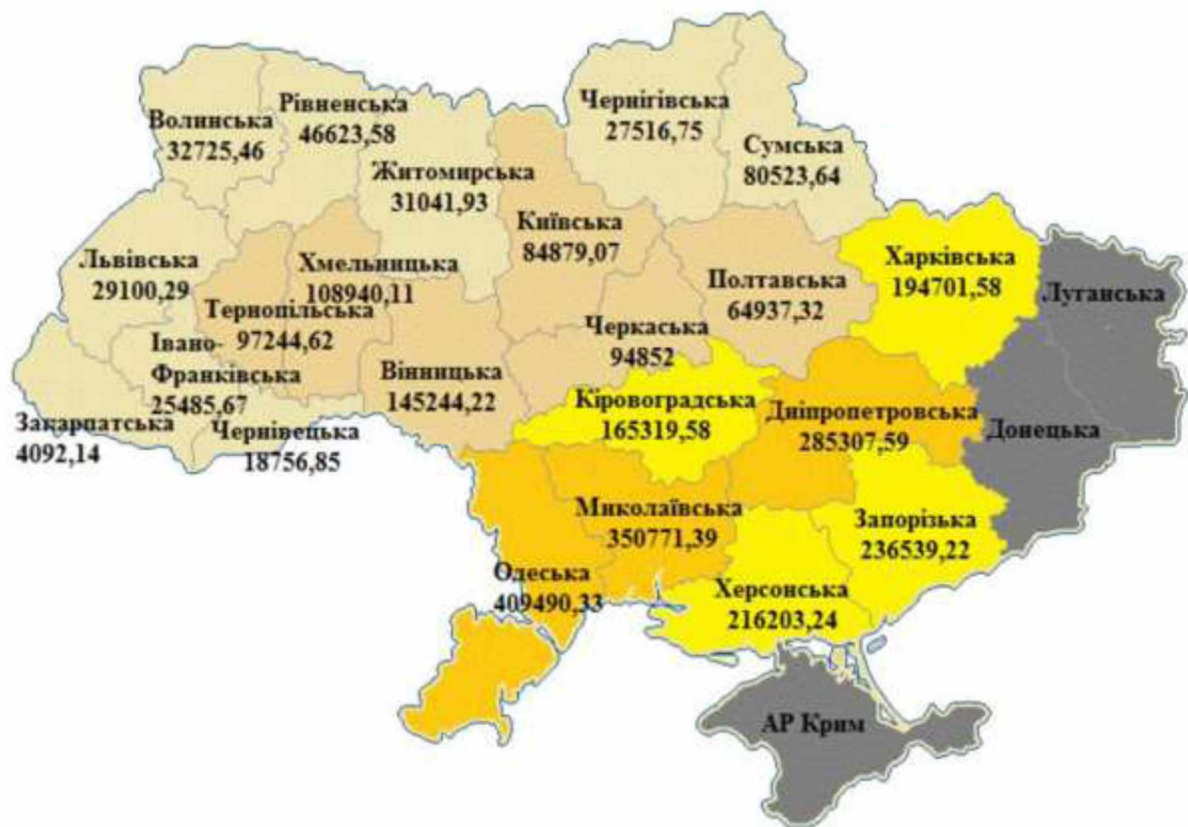 Волинська
32725,46
Рівненська
46623,58
Житомирська
31041,93
Чернігівська
27516,75
Сумська
80523,64
Київська
84879,07
Львівська
29100,29
Хмельницька
108940,11
Тернопільська
97244,62
Івано-
Франківська
25485,67
Закарпатська
4092,14
Чернівецька
18756,85
Вінницька
145244,22
Черкаська
94852
Полтавська
64937,32
Харківська
194701,58
Луганська
Кіровоградська
165319,58
Дніпропетровська
285307,59
Донецька
Миколаївська
350771,39
Запорізька
236539,22
Одеська
409490,33
Херсонська
216203,24
АР Крим